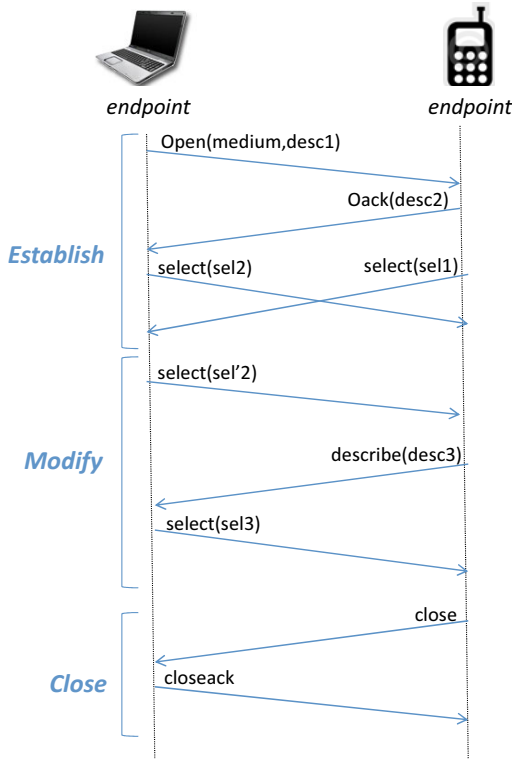 endpoint
endpoint
Open(medium,desc1)
Oack(desc2)
Establish
select(sel2)
select(sel1)
select(sel’2)
Modify
describe(desc3)
select(sel3)
close
Close
closeack